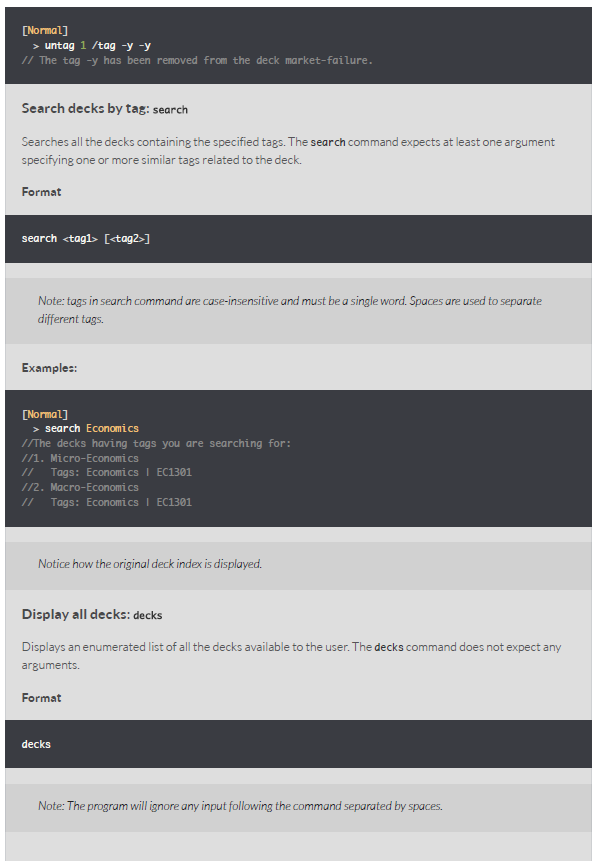 [Normal]
> untag 1 /tag -y -y
// The tag -y has been removed from the deck market-failure.
Search decks by tag: search
Searches all the decks containing the specified tags. The search command expects at least one argument
specifying one or more similar tags related to the deck.
Format
search <tag1> [<tag2>]
Note: tags in search command are case-insensitive and must be a single word. Spaces are used to separate
different tags.
Examples:
[Normal]
> search Economics
//The decks having tags you are searching for:
//1. Micro-Economics
//   Tags: Economics | EC1301
//2. Macro-Economics
//   Tags: Economics | EC1301
Notice how the original deck index is displayed.
Display all decks: decks
Displays an enumerated list of all the decks available to the user. The decks command does not expect any
arguments.
Format
decks
Note: The program will ignore any input following the command separated by spaces.